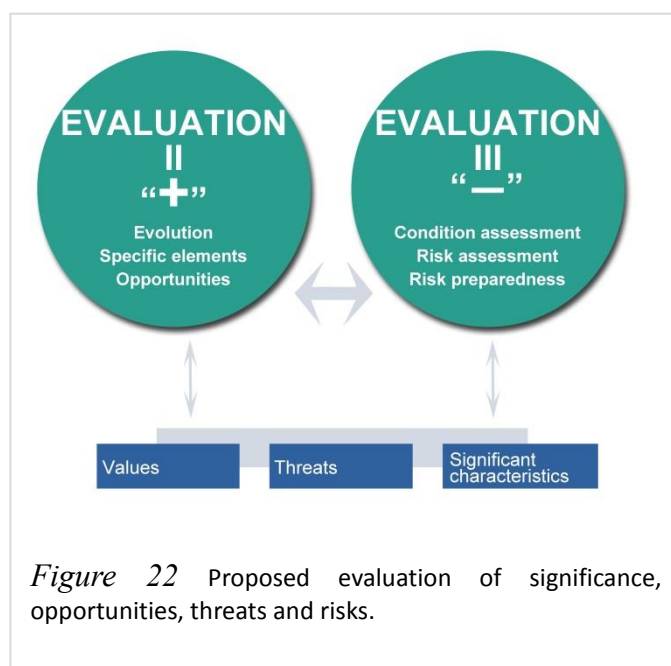 EVALUATION
II
“+”
Evolution
Specific elements
Opportunities
EVALUATION
III
“–”
Condition assessment
Risk assessment
Risk preparedness
Values
Threats
Significant
characteristics
Figure 22 Proposed evaluation of significance,
opportunities, threats and risks.